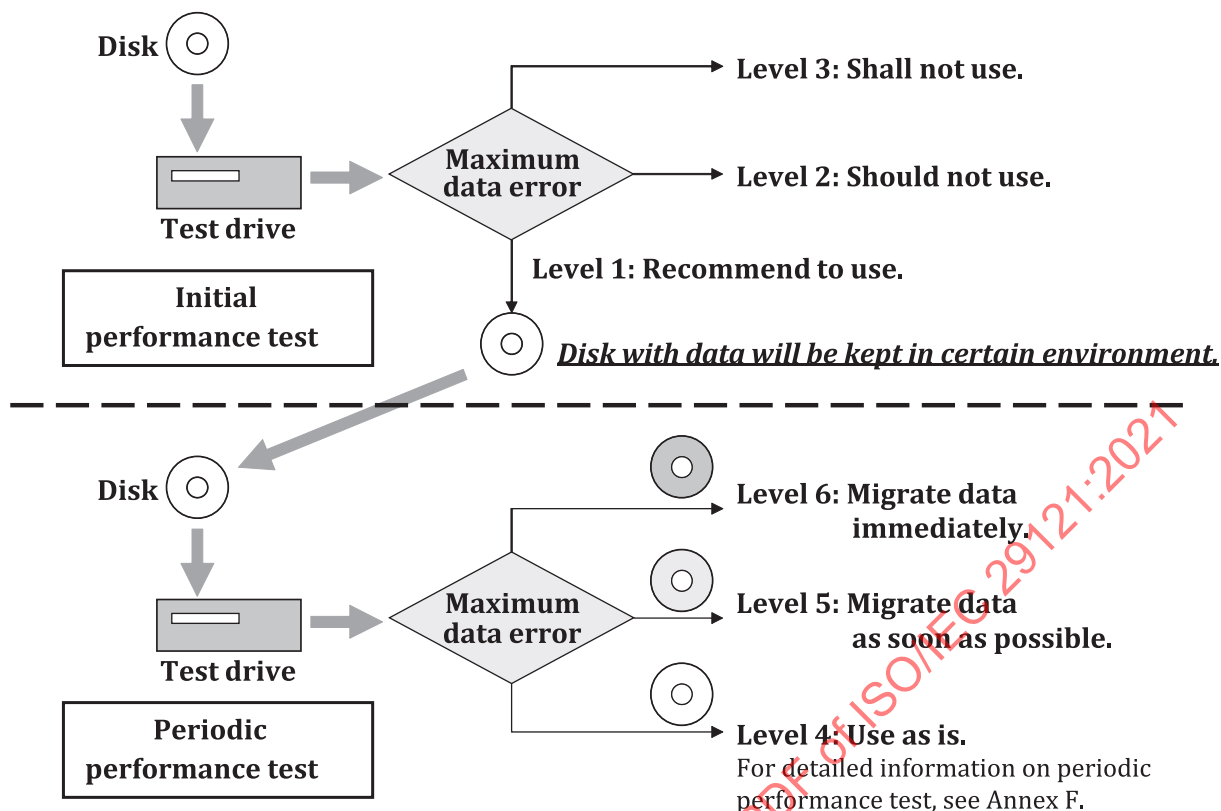 Disk
Level 3: Shall not use.
Maximum
data error
Level 2: Should not use.
Test drive
Level 1: Recommend to use.
Initial
performance test
Disk with data will be kept in certain environment.
Disk
Level 6: Migrate data
immediately.
Maximum
data error
Level 5: Migrate data
as soon as possible.
Test drive
Level 4: Use as is.
For detailed information on periodic
performance test, see Annex F.
Periodic
performance test
PDF of ISO/IEC 29121:2021